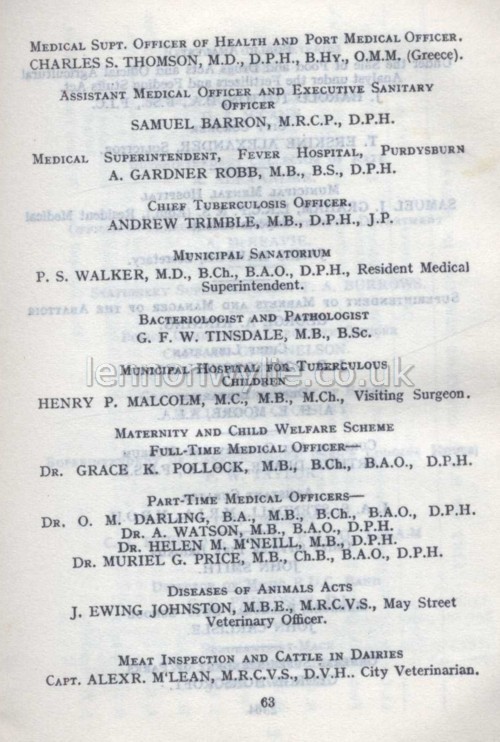 Medical Supt. Officer of Health and Port Medical Officer.
CHARLES S. THOMSON, M.D., D.P.H., B.Hy., O.M.M. (Greece).
Assistant Medical Officer and Executive Sanitary
Officer
SAMUEL BARRON, M.R.C.P., D.P.H.
Medical Superintendent, Fever Hospital, Purdysburn
A. GARDNER ROBB, M.B., B.S., D.P.H.
Chief Tuberculosis Officer.
ANDREW TRIMBLE, M.B., D.P.H., J.P.
Municipal Sanatorium
P. S. WALKER, M.D., B.Ch., B.A.O., D.P.H., Resident Medical
Superintendent.
Bacteriologist and Pathologist
G. F. W. TINSDALE, M.B., B.Sc.
Municipal Hospital for Tuberculous
Children
HENRY P. MALCOLM, M.C., M.B., M.Ch., Visiting Surgeon.
Maternity and Child Welfare Scheme
Full-Time Medical Officer—
Dr. GRACE K. POLLOCK, M.B., B.Ch., B.A.O., D.P.H.
Part-Time Medical Officers—
Dr. O. M. DARLING, B.A., M.B., B.Ch., B.A.O., D.P.H.
Dr. A. WATSON, M.B., B.A.O., D.P.H.
Dr. HELEN M. M'NEILL, M.B., D.P.H.
Dr. MURIEL G. PRICE, M.B., Ch.B., B.A.O., D.P.H.
Diseases of Animals Acts
J. EWING JOHNSTON, M.B.E., M.R.C.V.S., May Street
Veterinary Officer.
Meat Inspection and Cattle in Dairies
Capt. ALEXR. M'LEAN, M.R.C.V.S., D.V.H.. City Veterinarian.
63